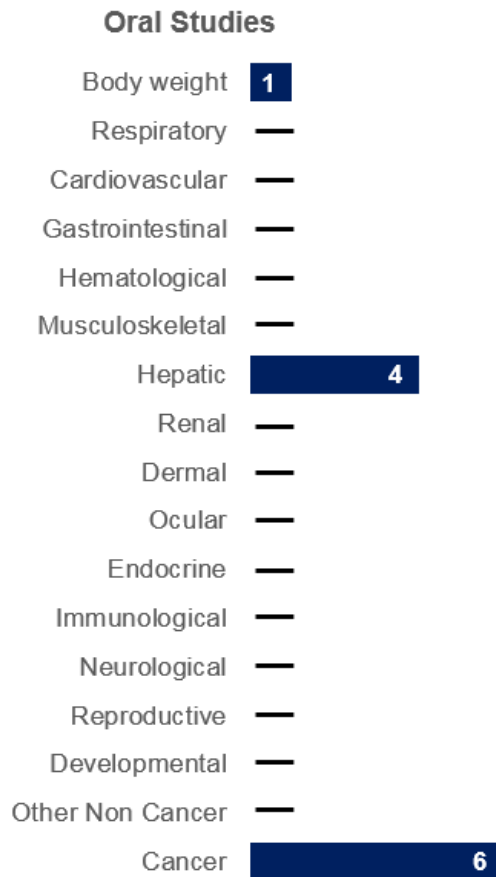 Oral Studies
Body weight 1
Respiratory —
Cardiovascular —
Gastrointestinal —
Hematological —
Musculoskeletal —
Hepatic 4
Renal —
Dermal —
Ocular —
Endocrine —
Immunological —
Neurological —
Reproductive —
Developmental —
Other Non Cancer —
Cancer 6